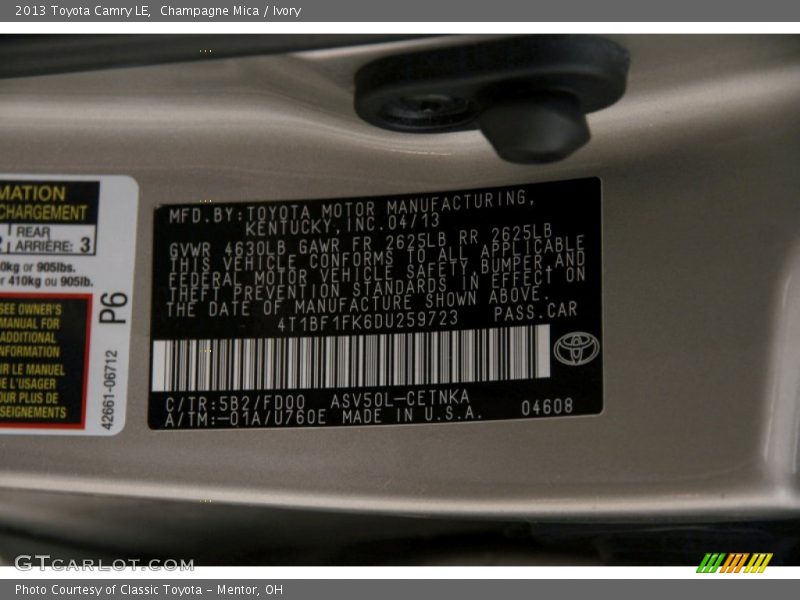 2013 Toyota Camry LE,  Champagne Mica / Ivory
MATION
CHARGEMENT
REAR
ARRIÈRE: 3
0kg or 905lbs.
r 410kg ou 905lb.
SEE OWNER'S
MANUAL FOR
ADDITIONAL
NFORMATION
IR LE MANUEL
E L'USAGER
OUR PLUS DE
SEIGNEMENTS
P6
42661-06712
MFD.BY:TOYOTA MOTOR MANUFACTURING,
KENTUCKY,INC.04/13
GVWR 4630LB GAWR FR 2625LB RR 2625LB
THIS VEHICLE CONFORMS TO ALL APPLICABLE
FEDERAL MOTOR VEHICLE SAFETY,BUMPER AND
THEFT PREVENTION STANDARDS IN EFFECT ON
THE DATE OF MANUFACTURE SHOWN ABOVE.
4T1BF1FK6DU259723 PASS.CAR
C/TR:5B2/FD00 ASV50L-CETNKA
A/TM:-01A/U760E MADE IN U.S.A. 04608
GTCARLOT.COM
Photo Courtesy of Classic Toyota - Mentor, OH